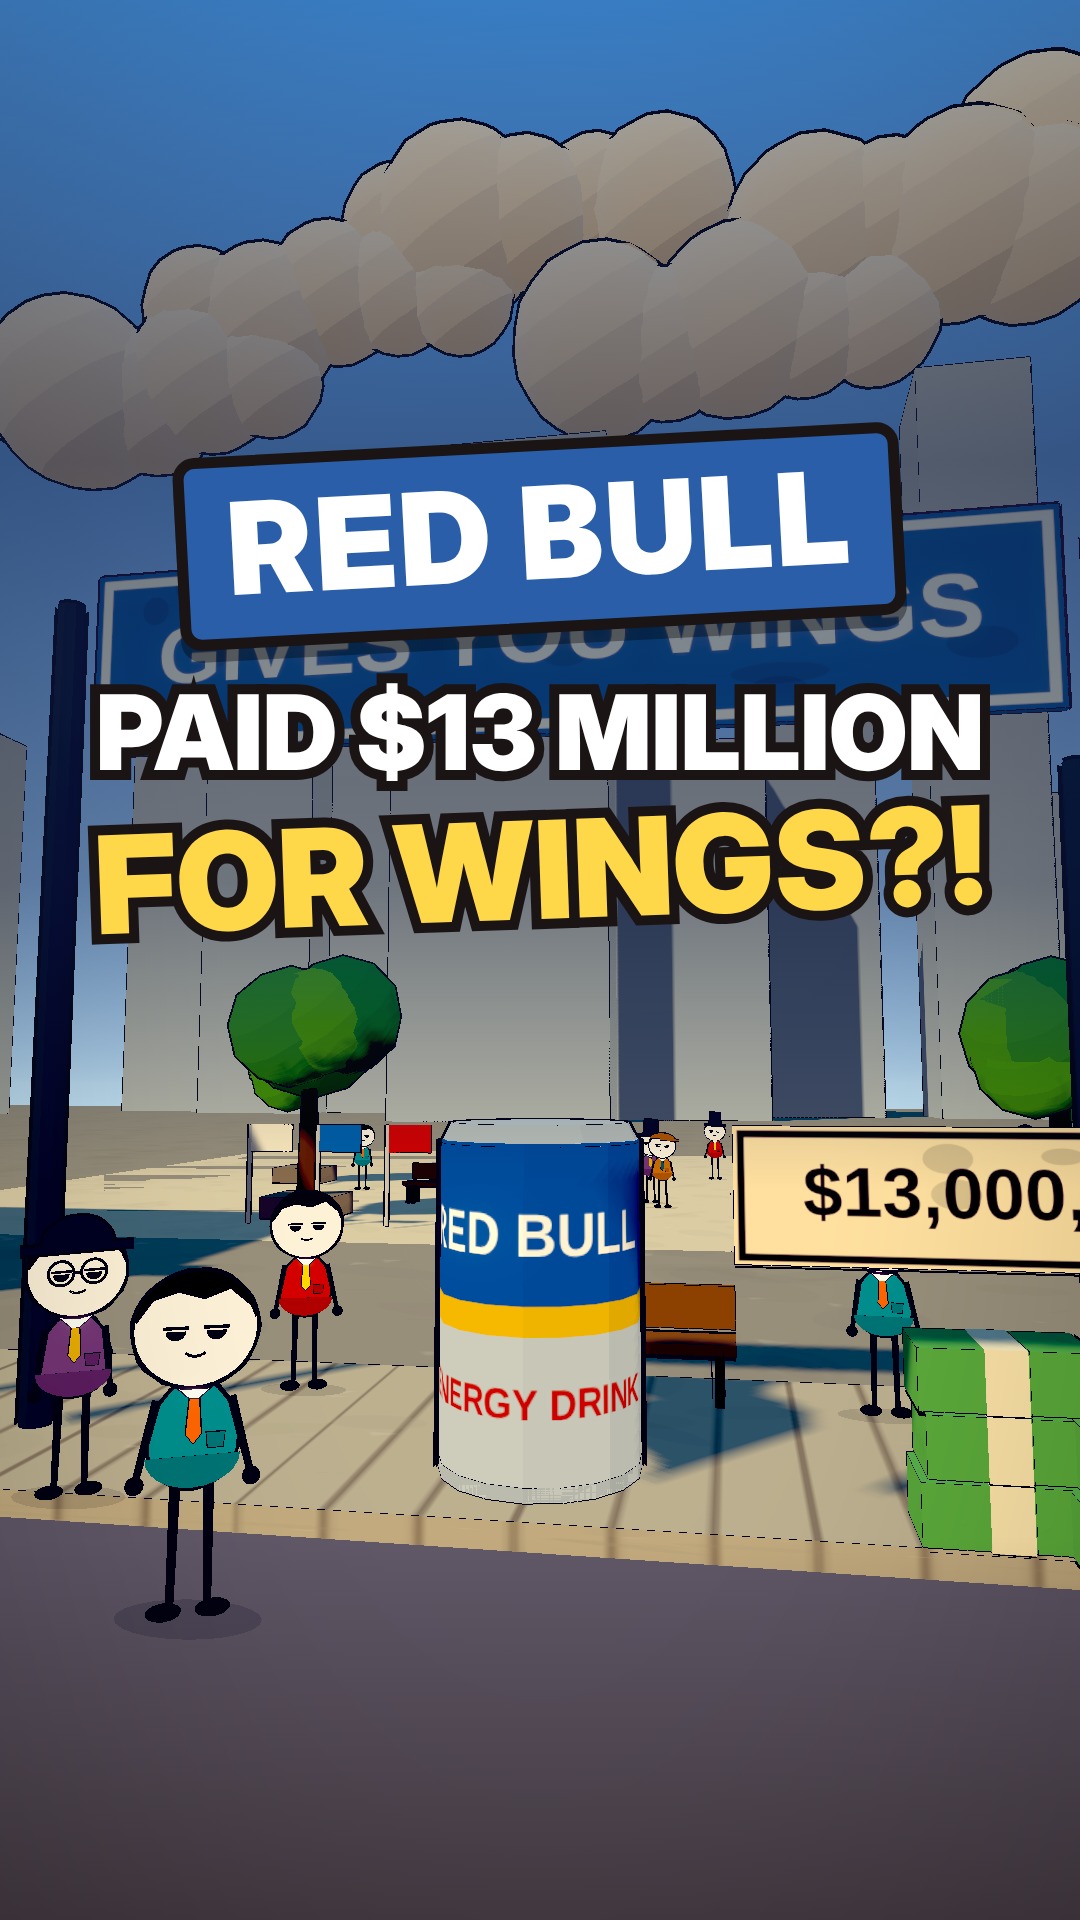 RED BULL
GIVES YOU WINGS
PAID $13 MILLION
FOR WINGS?!
$13,000,
RED BULL
ENERGY DRINK